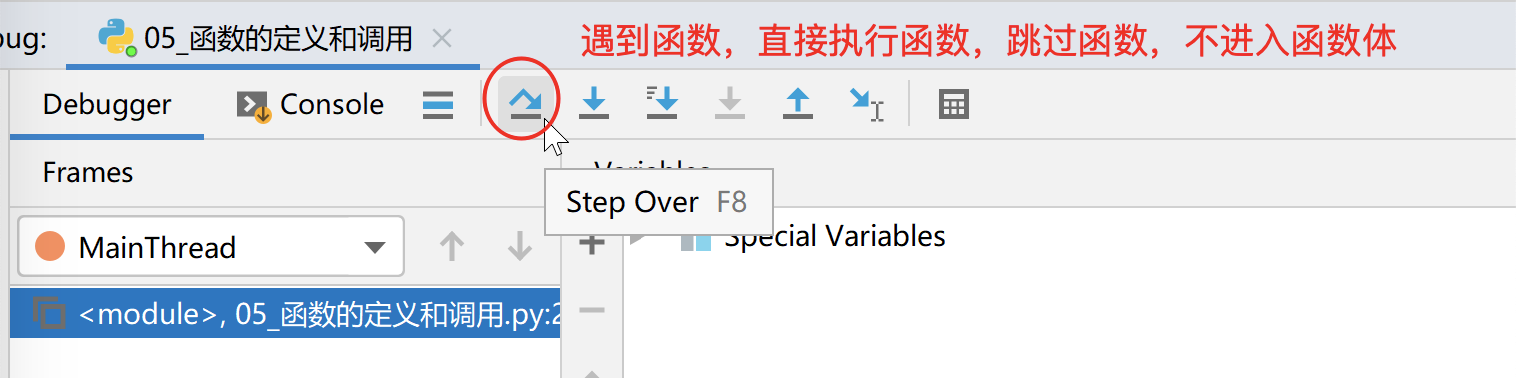 bug:
05_函数的定义和调用
遇到函数，直接执行函数，跳过函数，不进入函数体
Debugger
Console
Frames
Variables
Step Over F8
MainThread
Special Variables
<module>, 05_函数的定义和调用.py:2